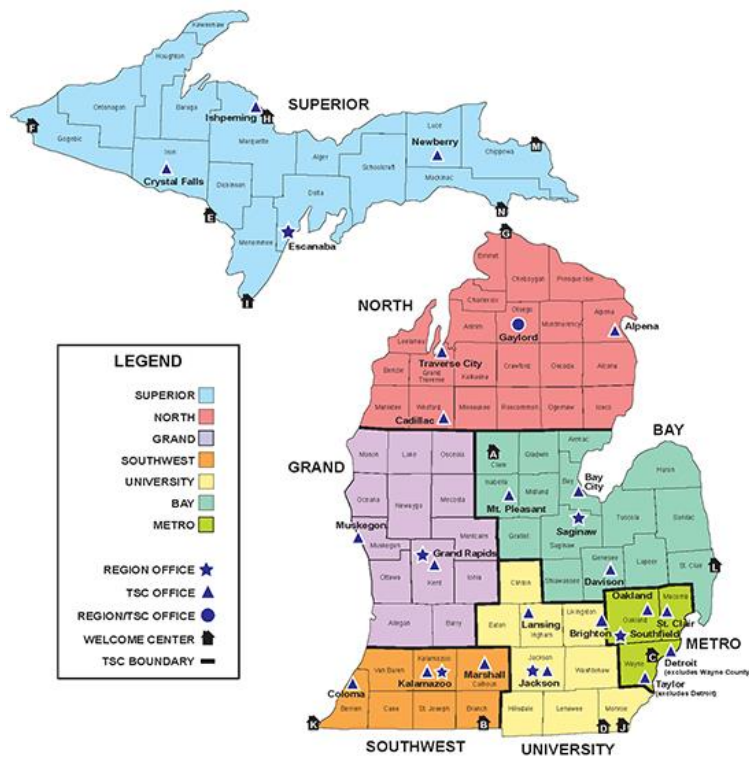 Keweenaw
Houghton
SUPERIOR
Ontonagon
Baraga
Ishpeming
H
Luce
Newberry
M
F
Gogebic
Iron
Marquette
Alger
Schoolcraft
Chippewa
Crystal Falls
Dickinson
Delta
Mackinac
E
Menominee
Escanaba
N
I
G
Emmet
Cheboygan
Presque Isle
NORTH
Charlevoix
Otsego
Alpena
Antrim
Montmorency
Gaylord
Alpena
Leelanau
Traverse City
Benzie
Grand
Traverse
Kalkaska
Crawford
Oscoda
Alcona
Manistee
Wexford
Missaukee
Roscommon
Ogemaw
Iosco
Cadillac
LEGEND
SUPERIOR
NORTH
GRAND
SOUTHWEST
UNIVERSITY
BAY
METRO
REGION OFFICE
TSC OFFICE
REGION/TSC OFFICE
WELCOME CENTER
TSC BOUNDARY
GRAND
Mason
Lake
Osceola
Oceana
Newaygo
Mecosta
Muskegon
Muskegon
Montcalm
Grand Rapids
Ottawa
Kent
Ionia
Allegan
Barry
BAY
Arenac
A
Clare
Gladwin
Huron
Isabella
Midland
Bay
Bay
City
Mt. Pleasant
Saginaw
Tuscola
Sanilac
Gratiot
Saginaw
Genesee
Lapeer
St. Clair
L
Shiawassee
Davison
Clinton
Oakland
Macomb
Oakland
St. Clair
Livingston
Lansing
Eaton
Ingham
Brighton
Southfield
METRO
C
Wayne
Detroit
(excludes Wayne County)
Taylor
(excludes Detroit)
Van Buren
Kalamazoo
Kalamazoo
Marshall
Calhoun
Jackson
Jackson
Washtenaw
Coloma
Berrien
Cass
St. Joseph
Branch
Hillsdale
Lenawee
Monroe
K
B
D
J
SOUTHWEST
UNIVERSITY